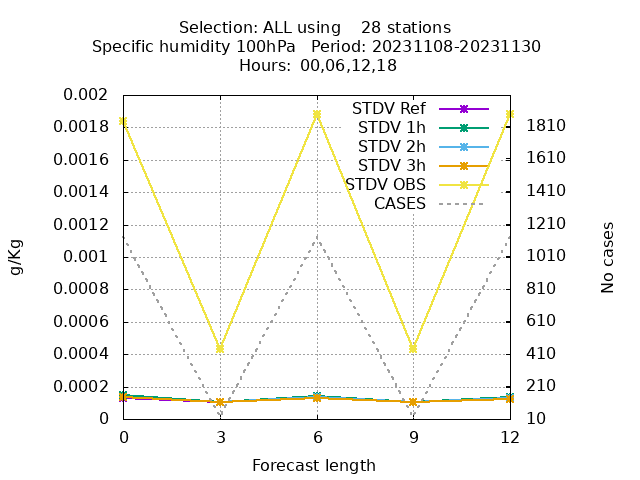 Selection: ALL using    28 stations
Specific humidity 100hPa   Period: 20231108-20231130
Hours:  00,06,12,18
STDV Ref
STDV 1h
STDV 2h
STDV 3h
STDV OBS
CASES
0.002
0.0018
0.0016
0.0014
0.0012
0.001
0.0008
0.0006
0.0004
0.0002
0
g/Kg
1810
1610
1410
1210
1010
810
610
410
210
10
No cases
0 3 6 9 12
Forecast length